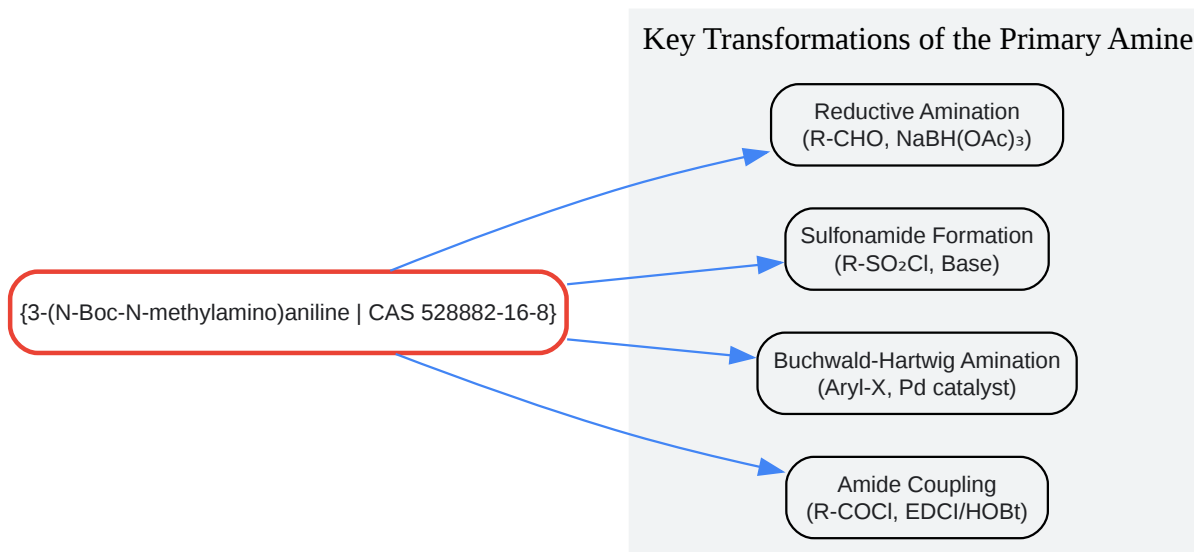 Key Transformations of the Primary Amine
Reductive Amination
(R-CHO, NaBH(OAc)₃)
Sulfonamide Formation
(R-SO₂Cl, Base)
{3-(N-Boc-N-methylamino)aniline | CAS 528882-16-8}
Buchwald-Hartwig Amination
(Aryl-X, Pd catalyst)
Amide Coupling
(R-COCl, EDCI/HOBt)